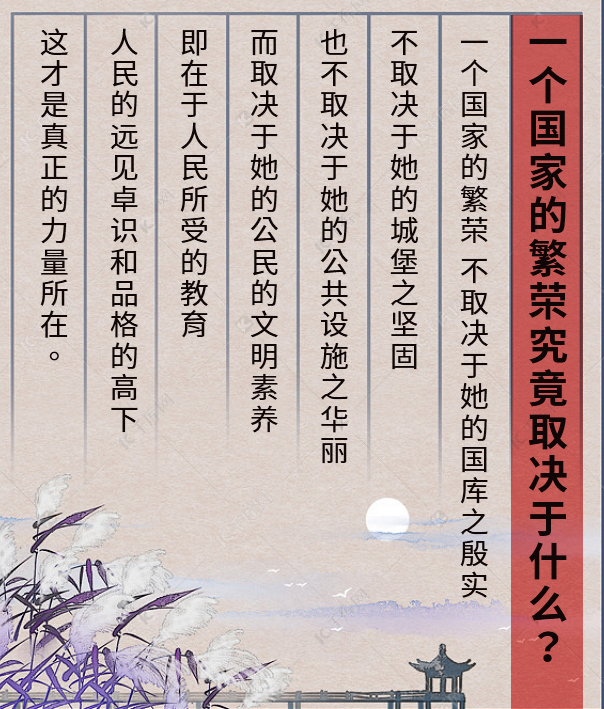 一个国家的繁荣究竟取决于什么？
一个国家的繁荣 不取决于她的国库之殷实
不取决于她的城堡之坚固
也不取决于她的公共设施之华丽
而取决于她的公民的文明素养
即在于人民所受的教育
人民的远见卓识和品格的高下
这才是真正的力量所在。